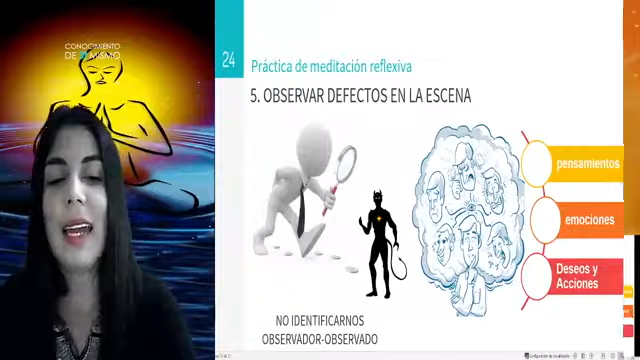 CONOCIMIENTO
DE TI MISMO
24
Práctica de meditación reflexiva
5. OBSERVAR DEFECTOS EN LA ESCENA
pensamientos
emociones
Deseos y
Acciones
NO IDENTIFICARNOS
OBSERVADOR-OBSERVADO